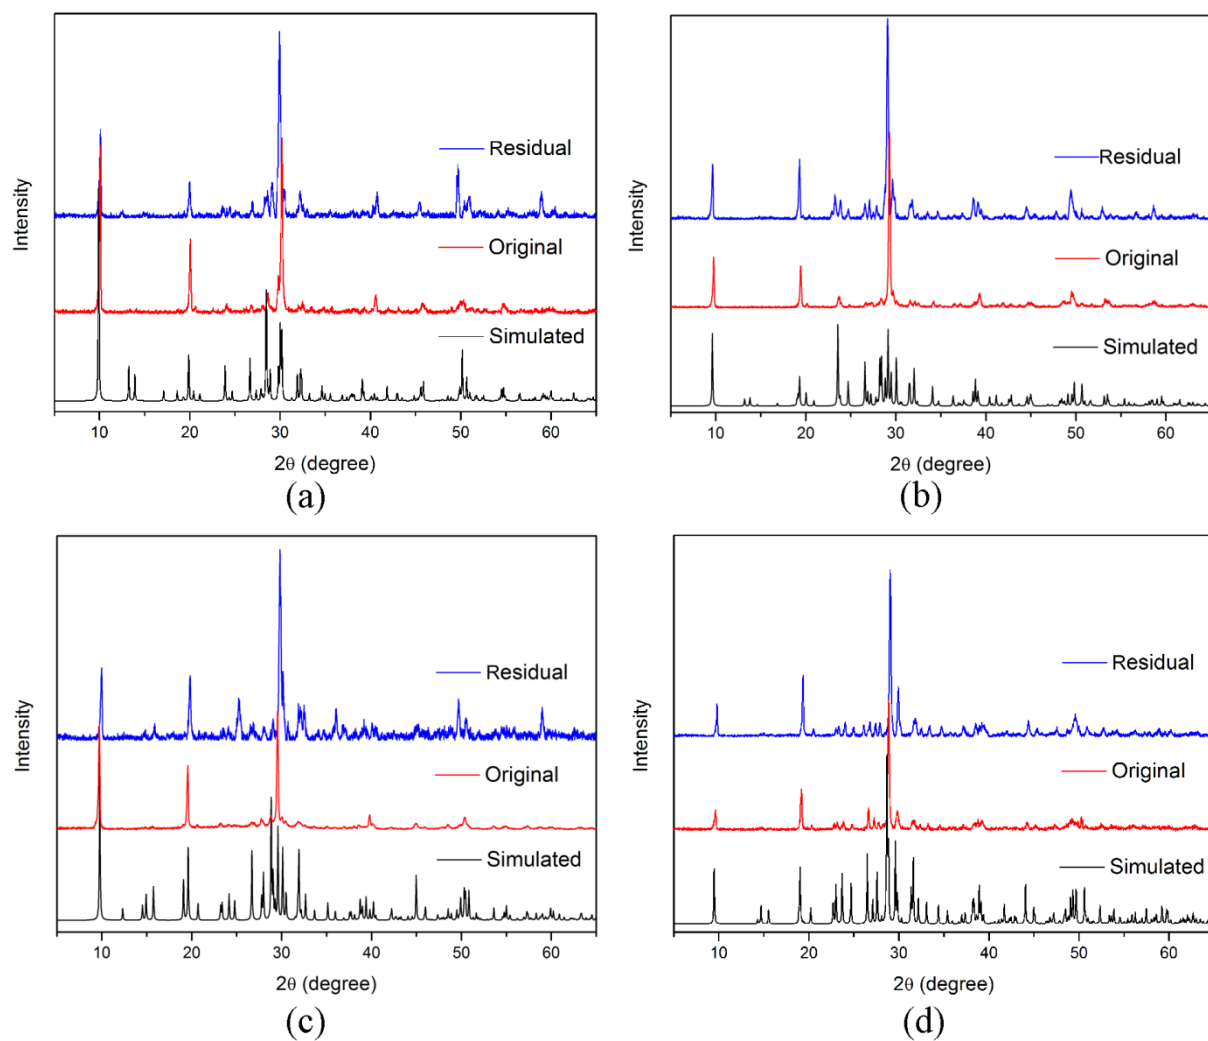 Intensity
Residual
Original
Simulated
10 20 30 40 50 60
2θ (degree)
(a)
Intensity
Residual
Original
Simulated
10 20 30 40 50 60
2θ (degree)
(b)
Intensity
Residual
Original
Simulated
10 20 30 40 50 60
2θ (degree)
(c)
Intensity
Residual
Original
Simulated
10 20 30 40 50 60
2θ (degree)
(d)